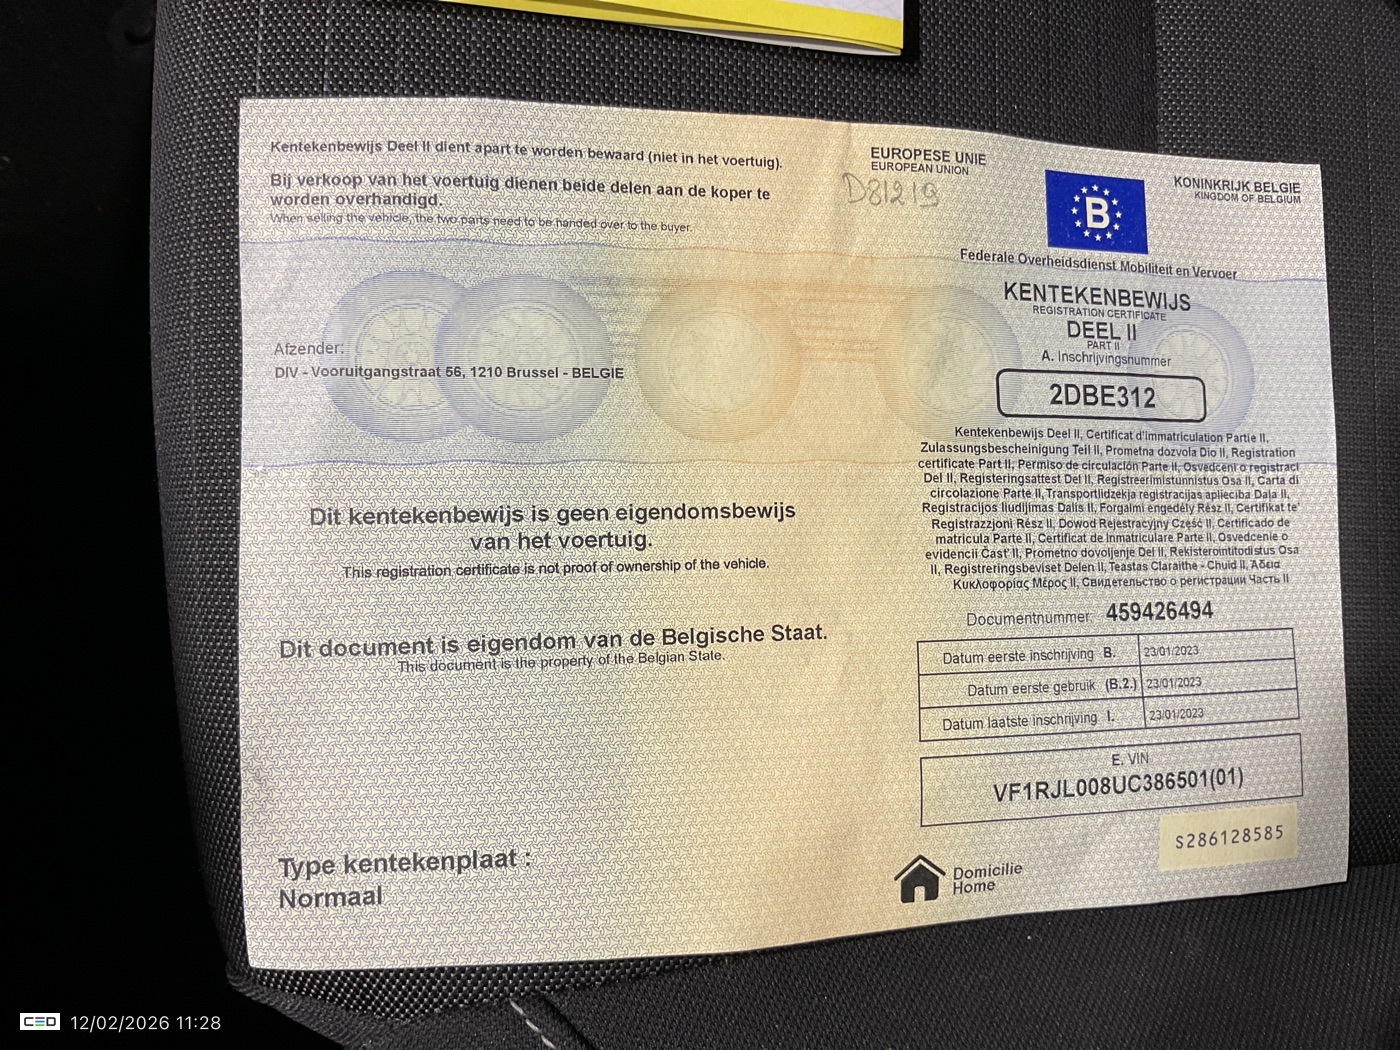 Kentekenbewijs Deel II dient apart te worden bewaard (niet in het voertuig).
Bij verkoop van het voertuig dienen beide delen aan de koper te
worden overhandigd.
When selling the vehicle, the two parts need to be handed over to the buyer.
Afzender:
DIV - Vooruitgangstraat 56, 1210 Brussel - BELGIE
Dit kentekenbewijs is geen eigendomsbewijs
van het voertuig.
This registration certificate is not proof of ownership of the vehicle.
Dit document is eigendom van de Belgische Staat.
This document is the property of the Belgian State.
Type kentekenplaat :
Normaal
EUROPESE UNIE
EUROPEAN UNION
D81219
B
KONINKRIJK BELGIE
KINGDOM OF BELGIUM
Federale Overheidsdienst Mobiliteit en Vervoer
KENTEKENBEWIJS
REGISTRATION CERTIFICATE
DEEL II
PART II
A. Inschrijvingsnummer
2DBE312
Kentekenbewijs Deel II, Certificat d'immatriculation Partie II,
Zulassungsbescheinigung Teil II, Prometna dozvola Dio II, Registration
certificate Part II, Permiso de circulación Parte II, Osvedcení o registraci
Del II, Registeringsattest Del II, Registreerimistunnistus Osa II, Carta di
circolazione Parte II, Transportlidzekja registracijas aplieciba Dala II,
Registracijos liudijimas Dalis II, Forgalmi engedély Rész II, Certifikat te'
Registrazzjoni Rész II, Dowod Rejestracyjny Część II, Certificado de
matricula Parte II, Certificat de Inmatriculare Parte II, Osvedcenie o
evidencii Časť II, Prometno dovoljenje Del II, Rekisterointitodistus Osa
II, Registreringsbeviset Delen II, Teastas Claraithe - Chuid II, Άδεια
Κυκλοφορίας Μέρος II, Свидетельство о регистрации Часть II
Documentnummer: 459426494
Datum eerste inschrijving B. 23/01/2023
Datum eerste gebruik (B.2.) 23/01/2023
Datum laatste inschrijving I. 23/01/2023
E. VIN
VF1RJL008UC386501(01)
S286128585
Domicilie
Home
CED 12/02/2026 11:28